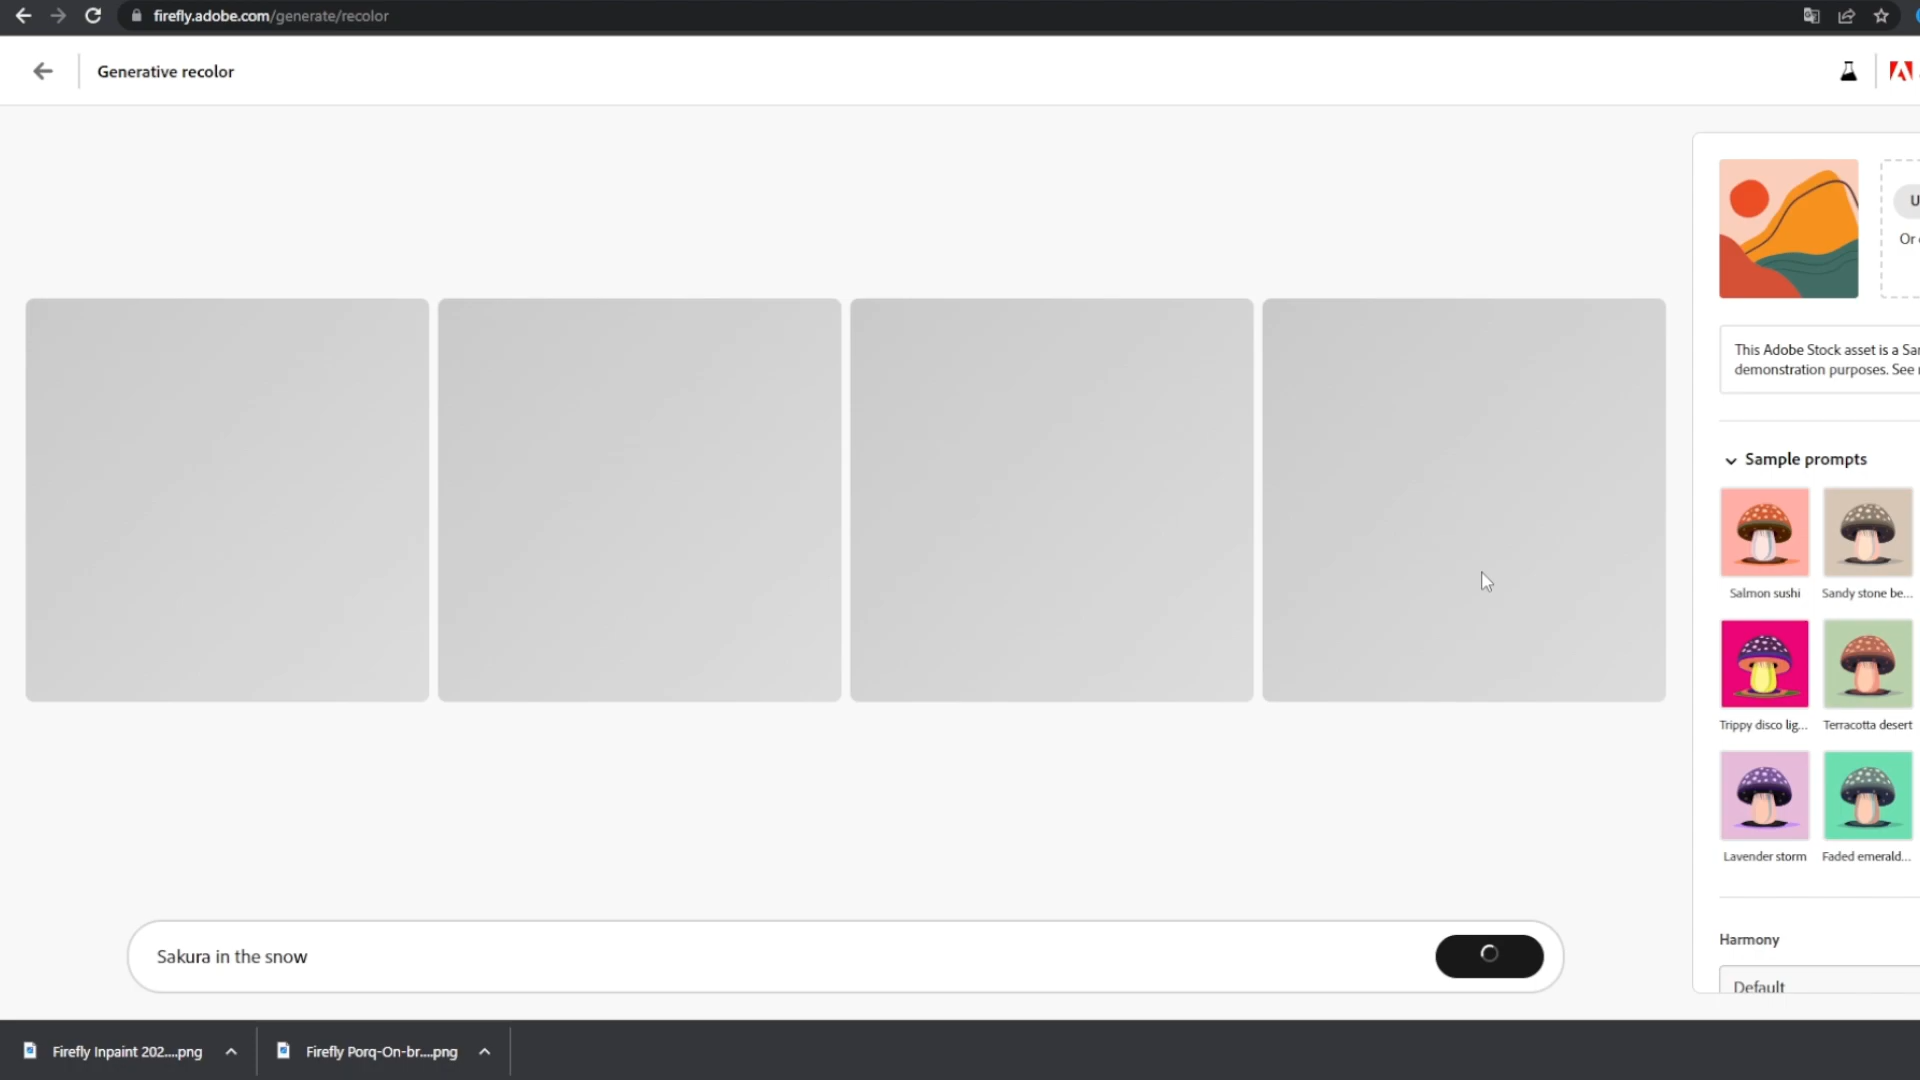 firefly.adobe.com/generate/recolor
Generative recolor
U
Or
This Adobe Stock asset is a Sa
demonstration purposes. See
Sample prompts
Salmon sushi
Sandy stone be...
Trippy disco lig...
Terracotta desert
Lavender storm
Faded emerald...
Harmony
Default
Sakura in the snow
Firefly Inpaint 202....png
Firefly Porq-On-br....png